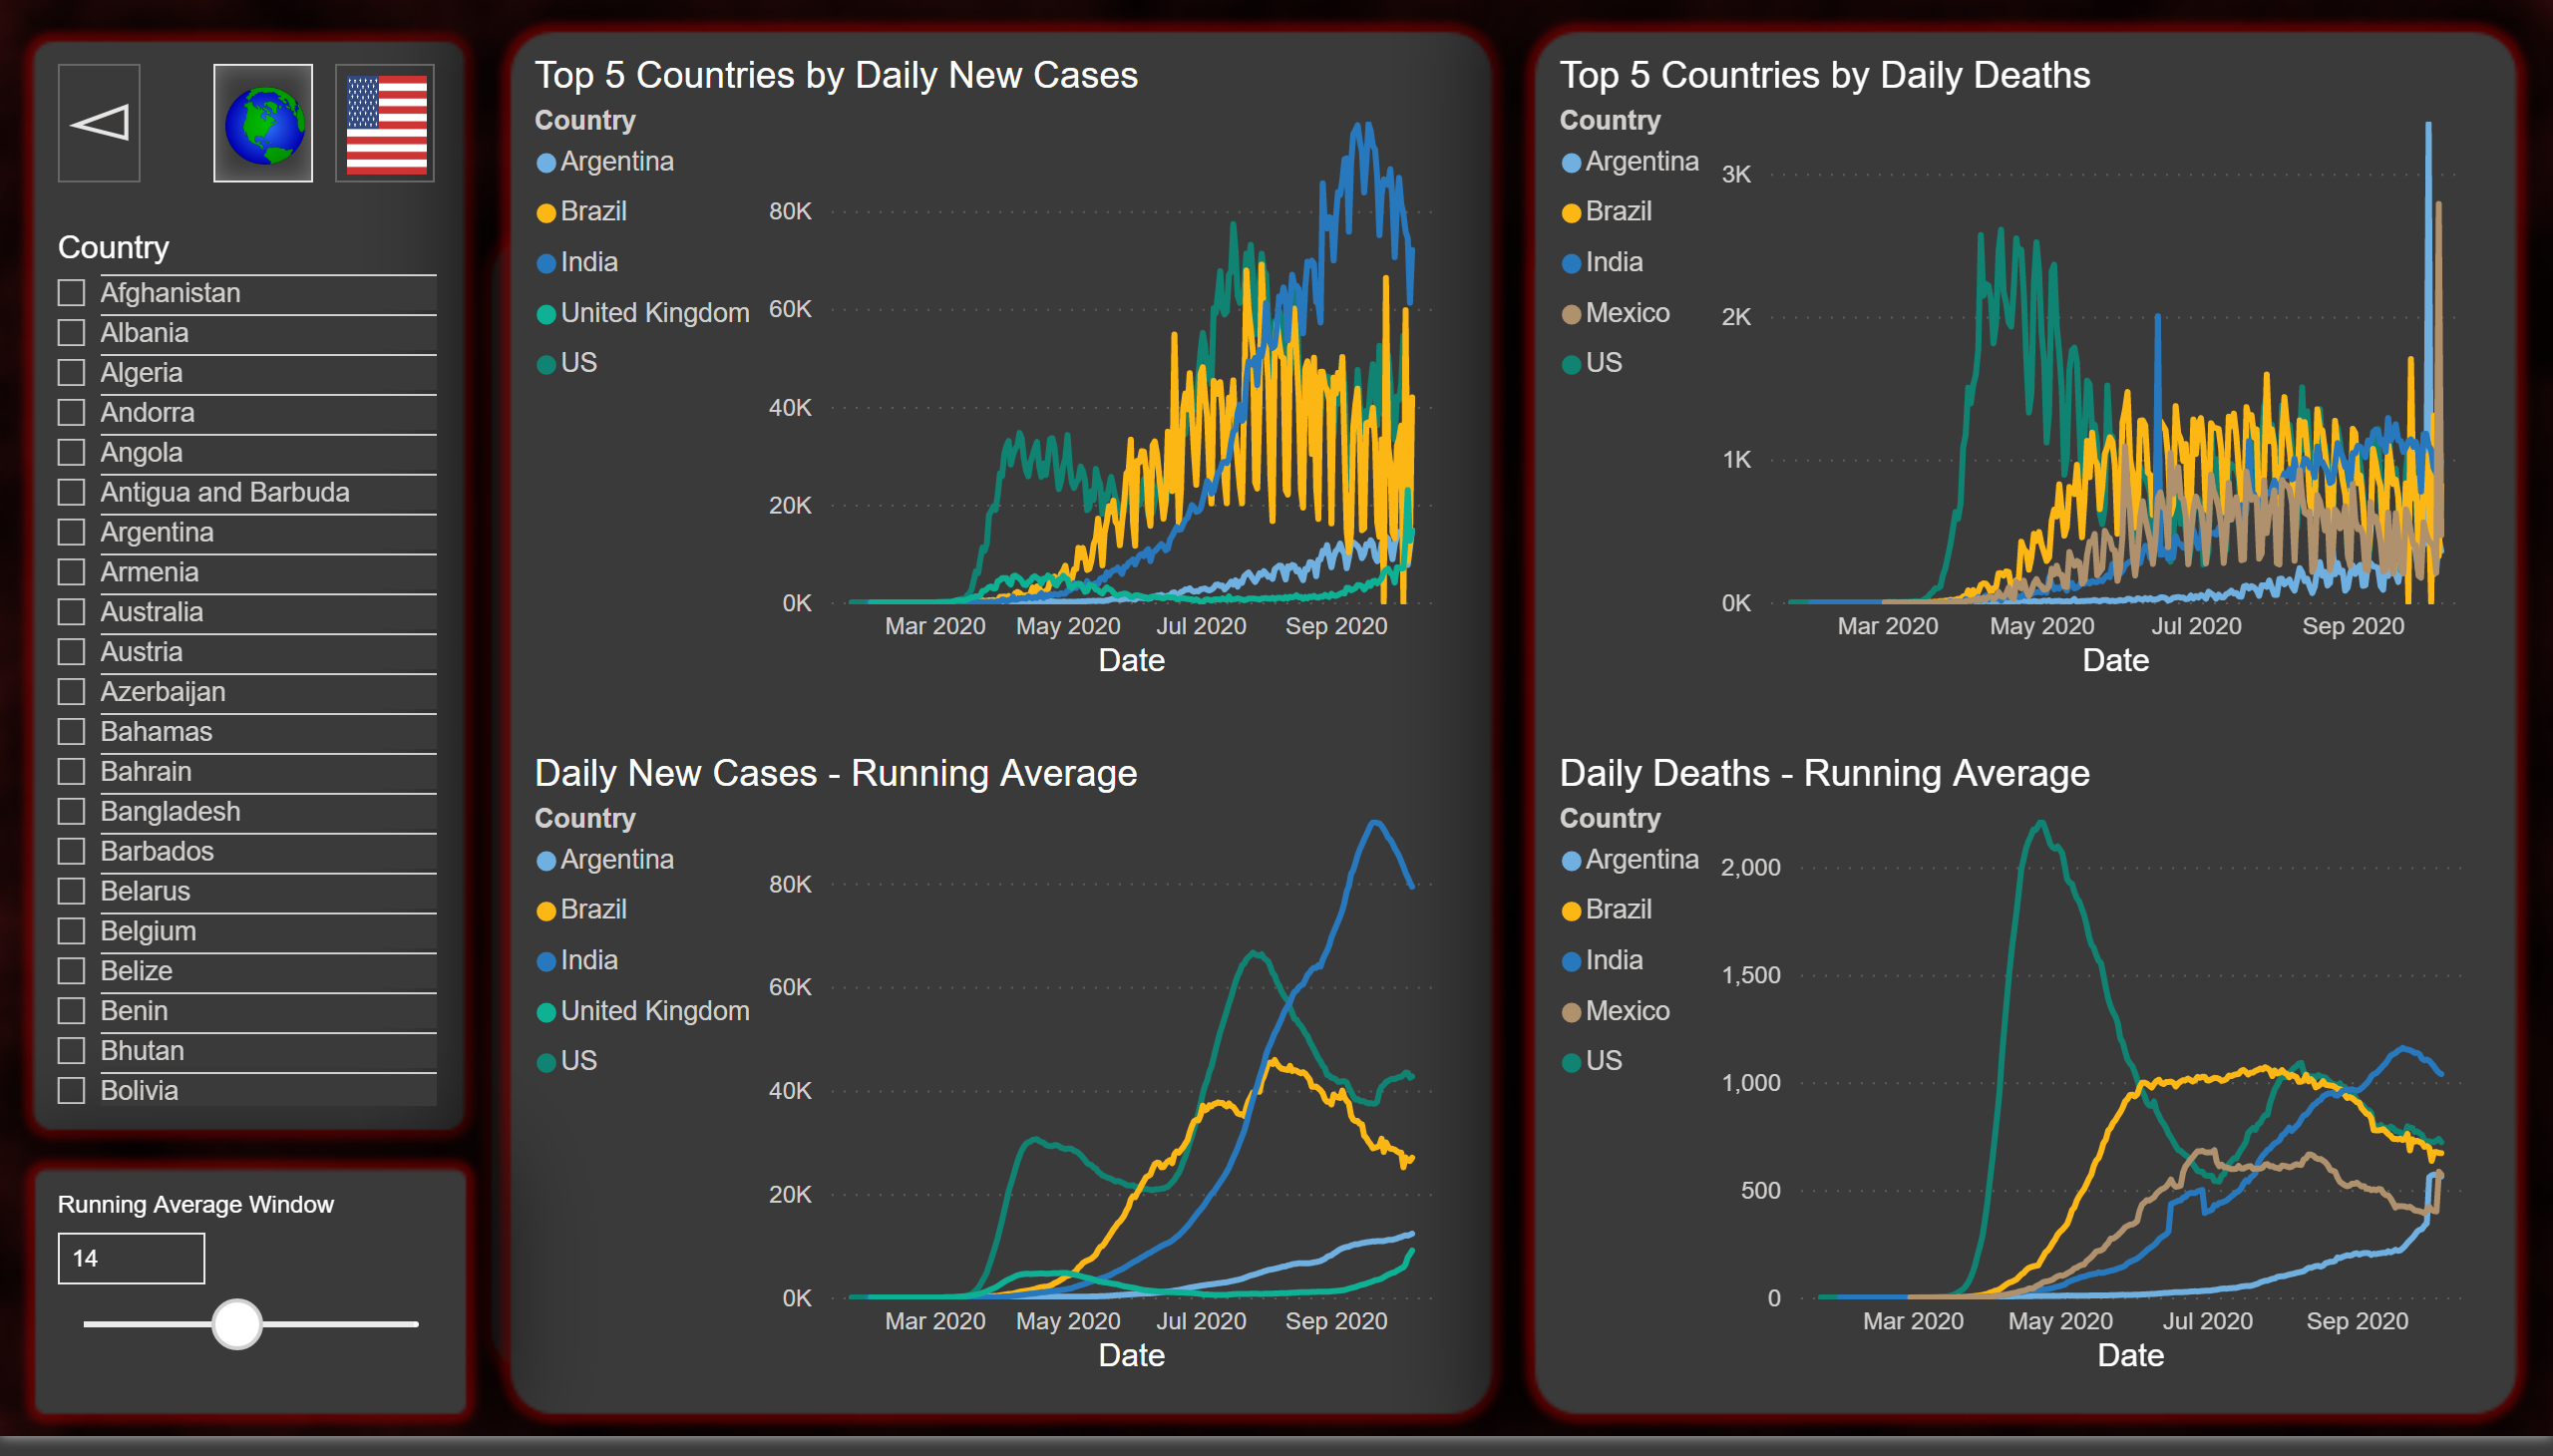 Country
Afghanistan
Albania
Algeria
Andorra
Angola
Antigua and Barbuda
Argentina
Armenia
Australia
Austria
Azerbaijan
Bahamas
Bahrain
Bangladesh
Barbados
Belarus
Belgium
Belize
Benin
Bhutan
Bolivia
Running Average Window
14
Top 5 Countries by Daily New Cases
Country
Argentina
Brazil
India
United Kingdom
US
80K
60K
40K
20K
0K
Mar 2020 May 2020 Jul 2020 Sep 2020
Date
Top 5 Countries by Daily Deaths
Country
Argentina
Brazil
India
Mexico
US
3K
2K
1K
0K
Mar 2020 May 2020 Jul 2020 Sep 2020
Date
Daily New Cases - Running Average
Country
Argentina
Brazil
India
United Kingdom
US
80K
60K
40K
20K
0K
Mar 2020 May 2020 Jul 2020 Sep 2020
Date
Daily Deaths - Running Average
Country
Argentina
Brazil
India
Mexico
US
2,000
1,500
1,000
500
0
Mar 2020 May 2020 Jul 2020 Sep 2020
Date